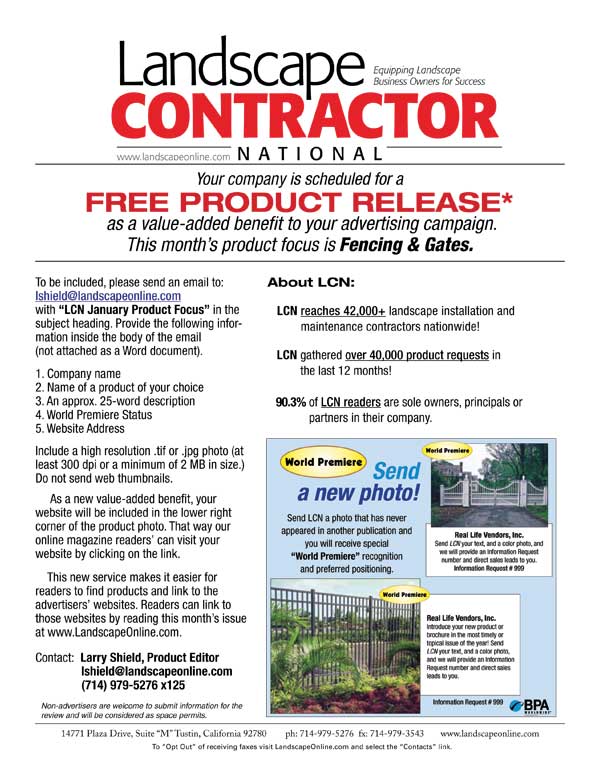 Landscape
Equipping Landscape
Business Owners for Success
CONTRACTOR
www.landscapeonline.com NATIONAL
Your company is scheduled for a
FREE PRODUCT RELEASE*
as a value-added benefit to your advertising campaign.
This month's product focus is Fencing & Gates.
To be included, please send an email to:
lshield@landscapeonline.com
with "LCN January Product Focus" in the
subject heading. Provide the following infor-
mation inside the body of the email
(not attached as a Word document).
1. Company name
2. Name of a product of your choice
3. An approx. 25-word description
4. World Premiere Status
5. Website Address
Include a high resolution .tif or .jpg photo (at
least 300 dpi or a minimum of 2 MB in size.)
Do not send web thumbnails.
As a new value-added benefit, your
website will be included in the lower right
corner of the product photo. That way our
online magazine readers' can visit your
website by clicking on the link.
This new service makes it easier for
readers to find products and link to the
advertisers' websites. Readers can link to
those websites by reading this month's issue
at www.LandscapeOnline.com.
Contact: Larry Shield, Product Editor
lshield@landscapeonline.com
(714) 979-5276 x125
Non-advertisers are welcome to submit information for the
review and will be considered as space permits.
About LCN:
LCN reaches 42,000+ landscape installation and
maintenance contractors nationwide!
LCN gathered over 40,000 product requests in
the last 12 months!
90.3% of LCN readers are sole owners, principals or
partners in their company.
World Premiere
Send
a new photo!
Send LCN a photo that has never
appeared in another publication and
you will receive special
"World Premiere" recognition
and preferred positioning.
World Premiere
Real Life Vendors, Inc.
Send LCN your text, and a color photo, and
we will provide an Information Request
number and direct sales leads to you.
Information Request # 999
World Premiere
Real Life Vendors, Inc.
Introduce your new product or
brochure in the most timely or
topical issue of the year! Send
LCN your text, and a color photo,
and we will provide an Information
Request number and direct sales
leads to you.
Information Request # 999
BPA
WORLDWIDE
14771 Plaza Drive, Suite "M" Tustin, California 92780 ph: 714-979-5276 fx: 714-979-3543 www.landscapeonline.com
To "Opt Out" of receiving faxes visit LandscapeOnline.com and select the "Contacts" link.